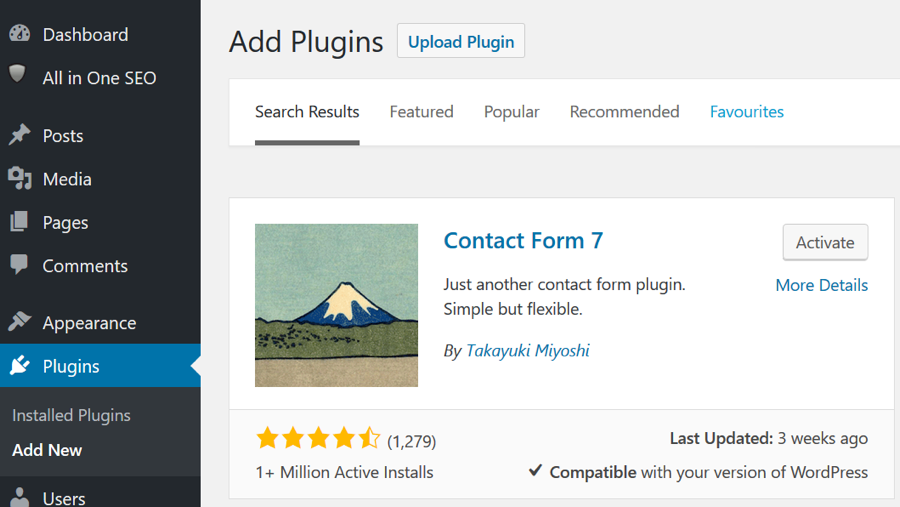 Dashboard
All in One SEO
Posts
Media
Pages
Comments
Appearance
Plugins
Installed Plugins
Add New
Users
Add Plugins
Upload Plugin
Search Results Featured Popular Recommended Favourites
Contact Form 7
Activate
More Details
Just another contact form plugin.
Simple but flexible.
By Takayuki Miyoshi
(1,279)
1+ Million Active Installs
Last Updated: 3 weeks ago
Compatible with your version of WordPress